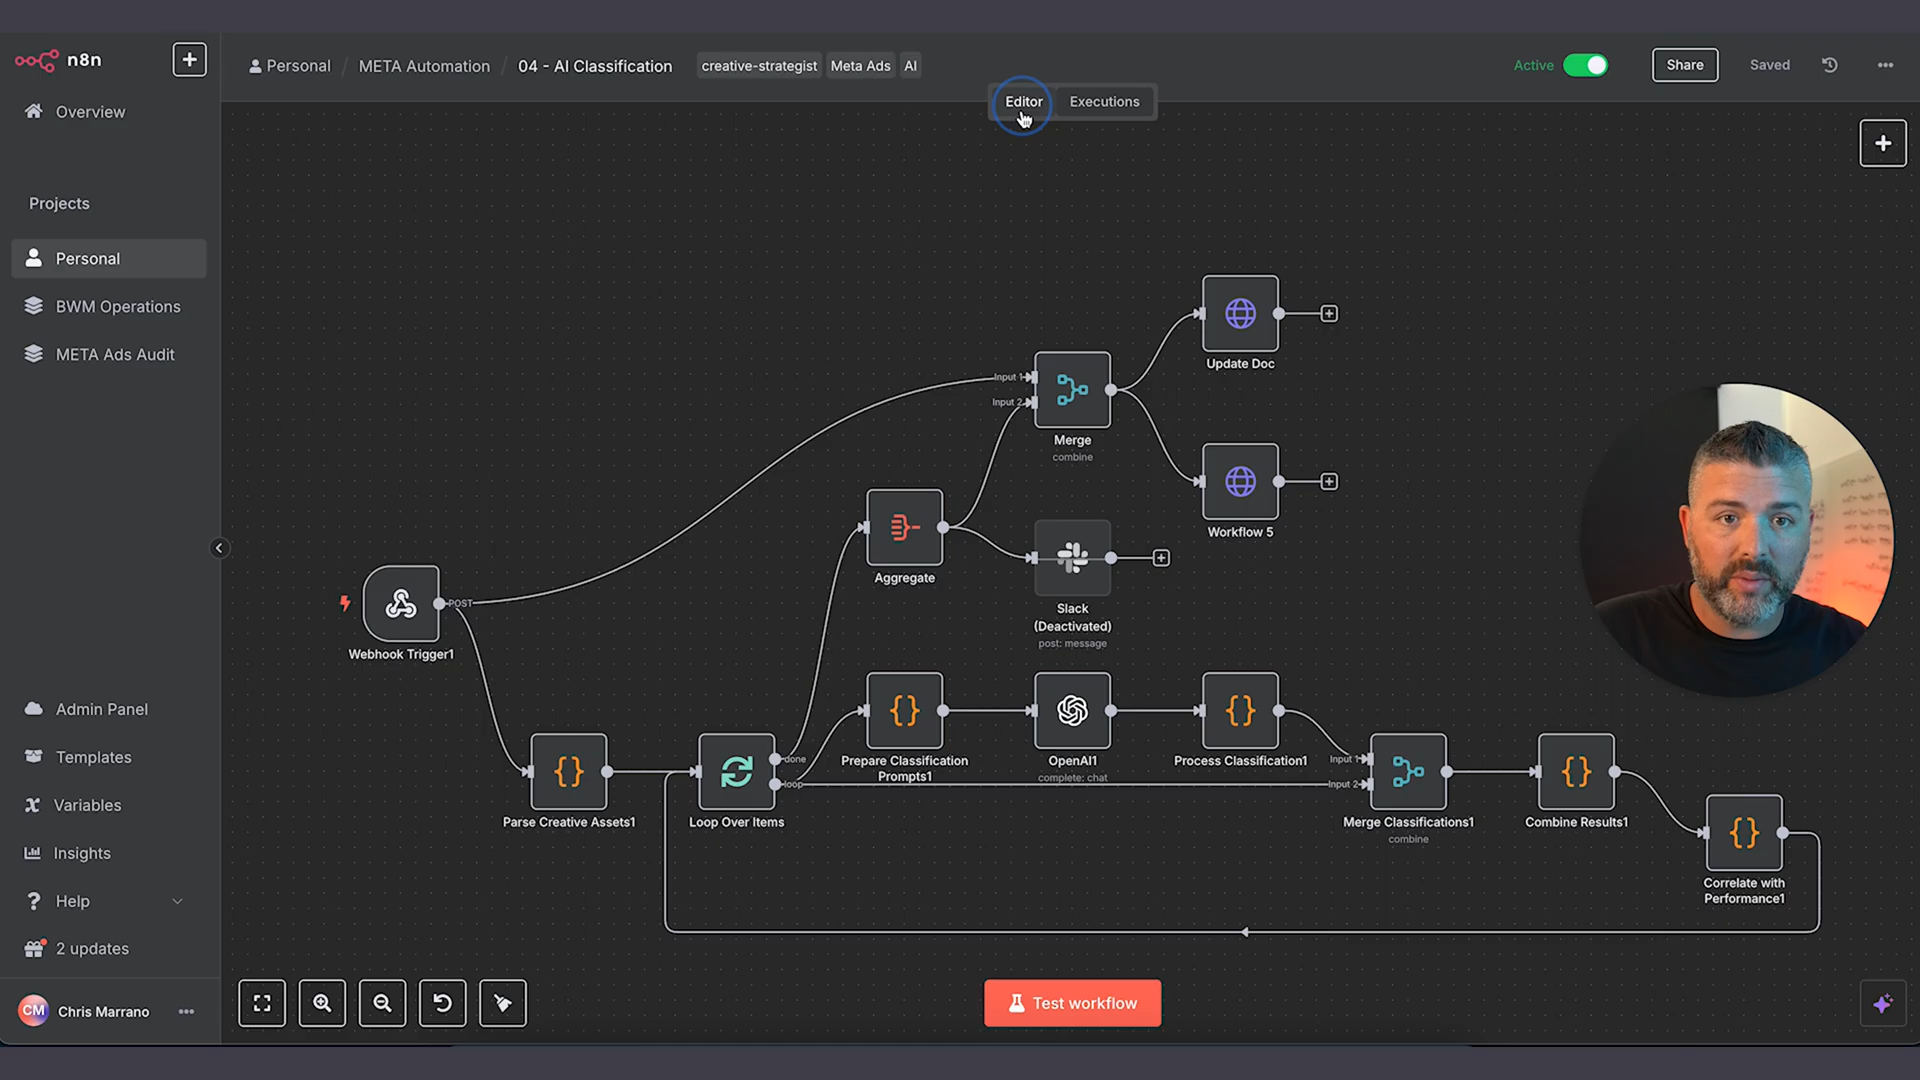 n8n
Personal / META Automation / 04 - AI Classification
creative-strategist Meta Ads AI
Active
Share
Saved
Editor
Executions
Overview
Projects
Personal
BWM Operations
META Ads Audit
Admin Panel
Templates
Variables
Insights
Help
2 updates
CM Chris Marrano
Update Doc
Input 1
Input 2
Merge
combine
Workflow 5
Aggregate
Slack
(Deactivated)
post: message
POST
Webhook Trigger1
Parse Creative Assets1
done
loop
Loop Over Items
Prepare Classification
Prompts1
OpenAI1
complete: chat
Process Classification1
Input 1
Input 2
Merge Classifications1
combine
Combine Results1
Correlate with
Performance1
Test workflow